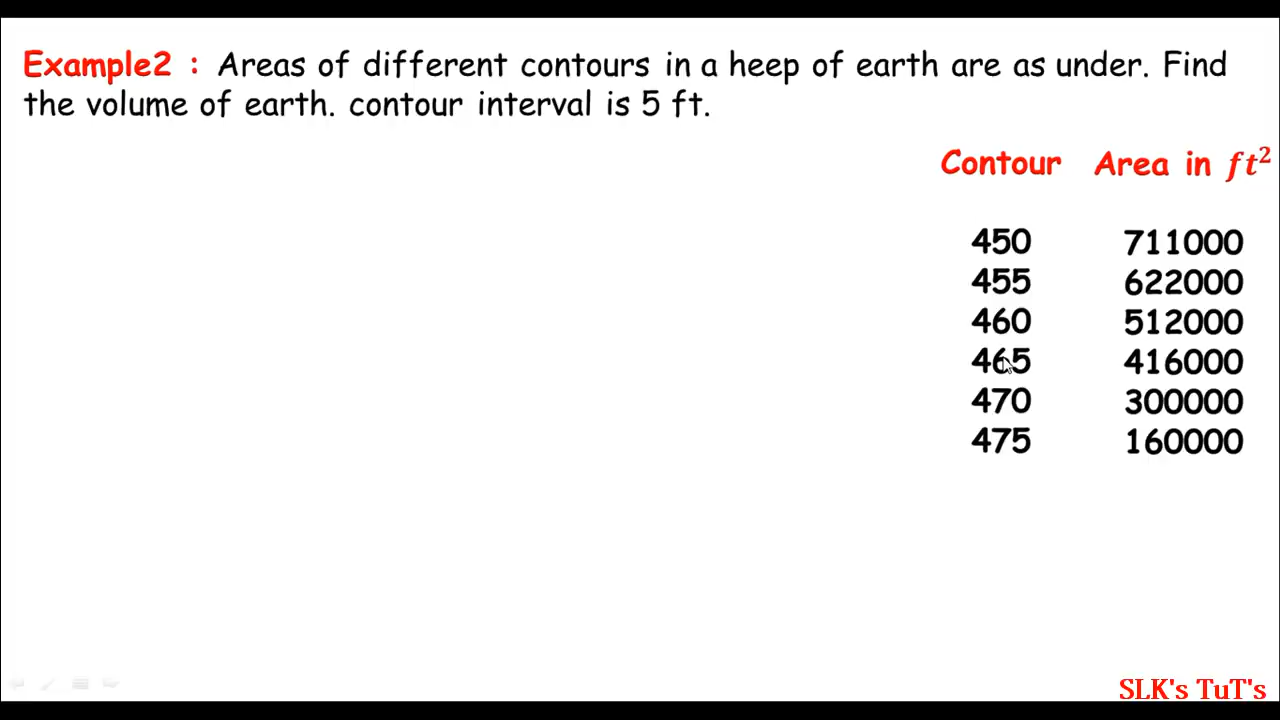 Example2 : Areas of different contours in a heep of earth are as under. Find
the volume of earth. contour interval is 5 ft.
Contour Area in ft²
450 711000
455 622000
460 512000
465 416000
470 300000
475 160000
SLK's TuT's